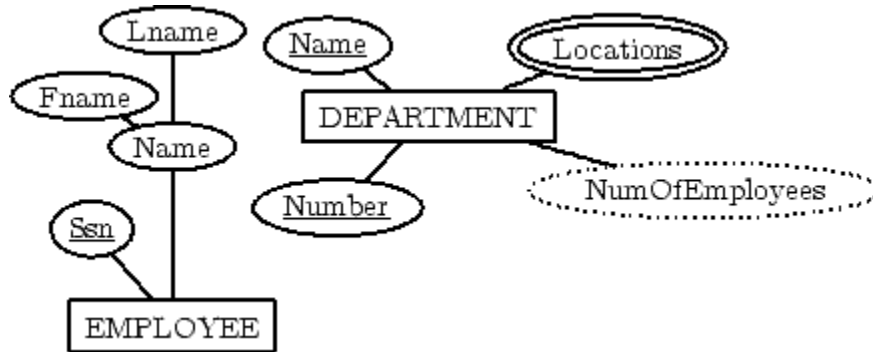 Lname
Name
Locations
Fname
DEPARTMENT
Name
NumOfEmployees
Number
Ssn
EMPLOYEE